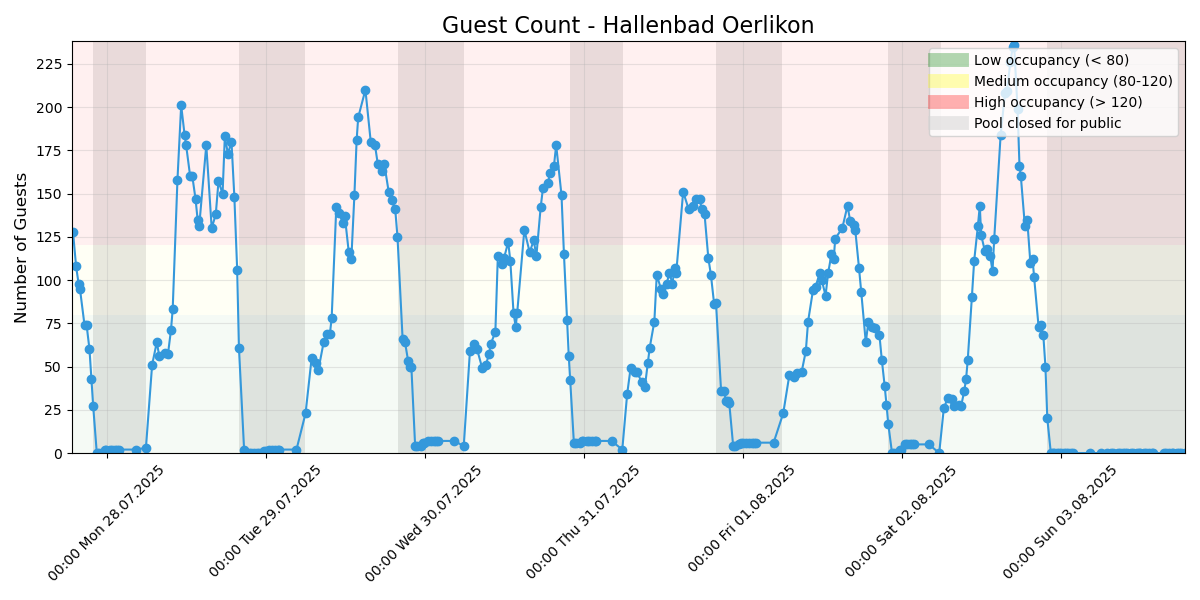 Guest Count - Hallenbad Oerlikon
Number of Guests
225
200
175
150
125
100
75
50
25
0
Low occupancy (< 80)
Medium occupancy (80-120)
High occupancy (> 120)
Pool closed for public
00:00 Mon 28.07.2025
00:00 Tue 29.07.2025
00:00 Wed 30.07.2025
00:00 Thu 31.07.2025
00:00 Fri 01.08.2025
00:00 Sat 02.08.2025
00:00 Sun 03.08.2025